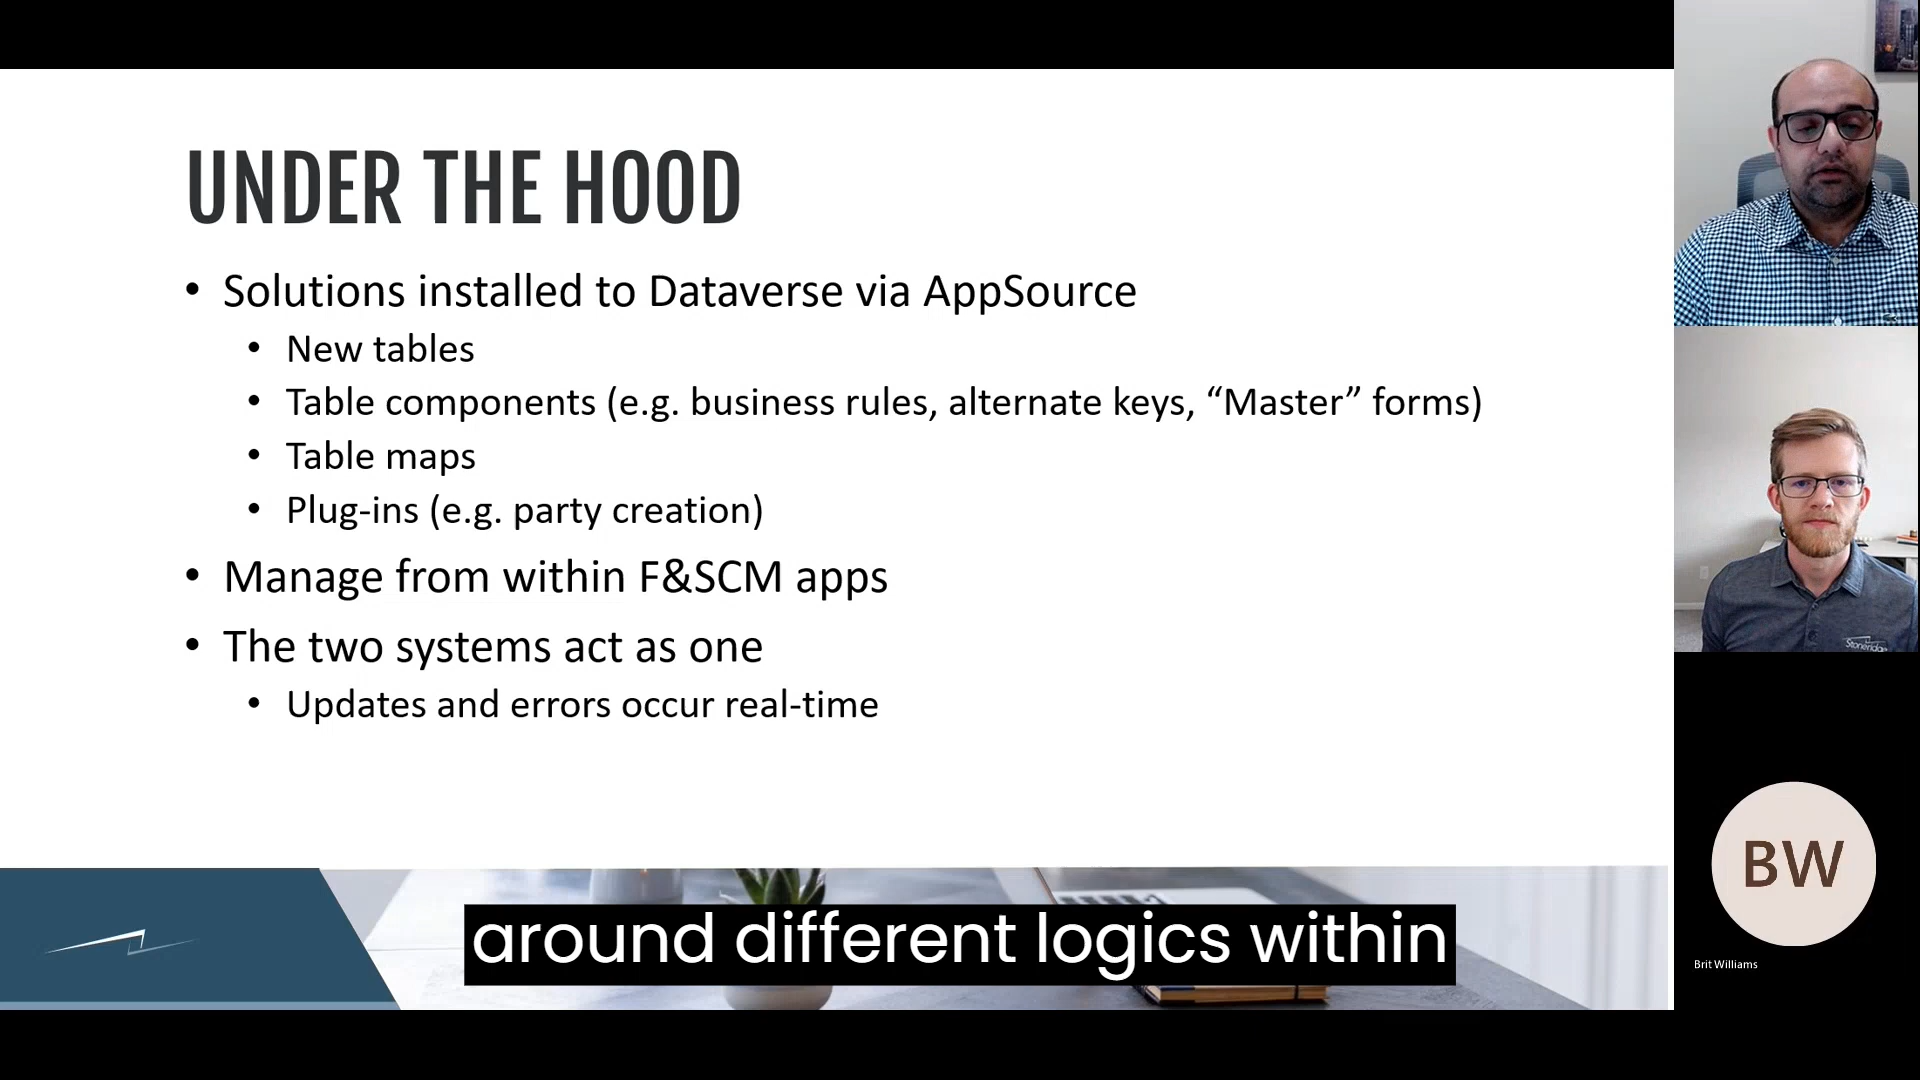 UNDER THE HOOD
• Solutions installed to Dataverse via AppSource
• New tables
• Table components (e.g. business rules, alternate keys, “Master” forms)
• Table maps
• Plug-ins (e.g. party creation)
• Manage from within F&SCM apps
• The two systems act as one
• Updates and errors occur real-time
around different logics within
Stoneridge
BW
Brit Williams